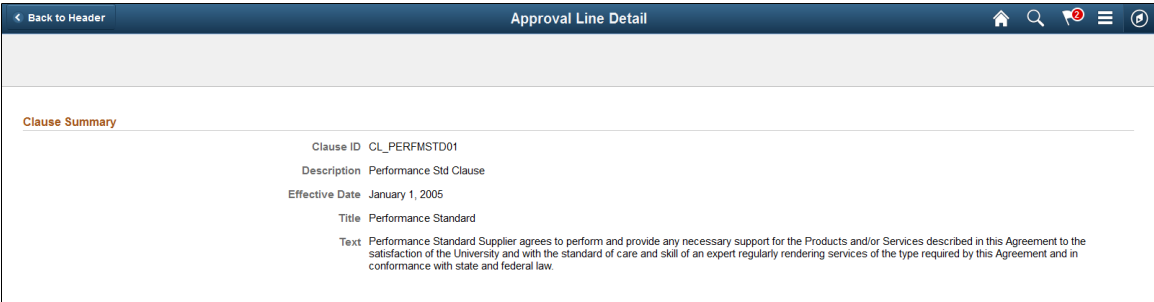 Back to Header
Approval Line Detail
2
Clause Summary
Clause ID CL_PERFMSTD01
Description Performance Std Clause
Effective Date January 1, 2005
Title Performance Standard
Text Performance Standard Supplier agrees to perform and provide any necessary support for the Products and/or Services described in this Agreement to the
satisfaction of the University and with the standard of care and skill of an expert regularly rendering services of the type required by this Agreement and in
conformance with state and federal law.